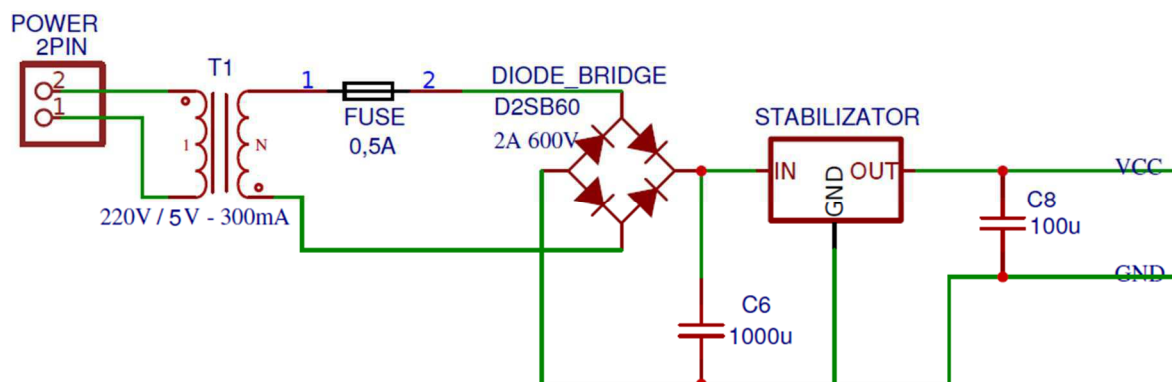 POWER
2PIN
2
1
T1
1
N
220V / 5V - 300mA
1
2
FUSE
0,5A
DIODE_BRIDGE
D2SB60
2A 600V
STABILIZATOR
IN
OUT
GND
C6
1000u
VCC
C8
100u
GND